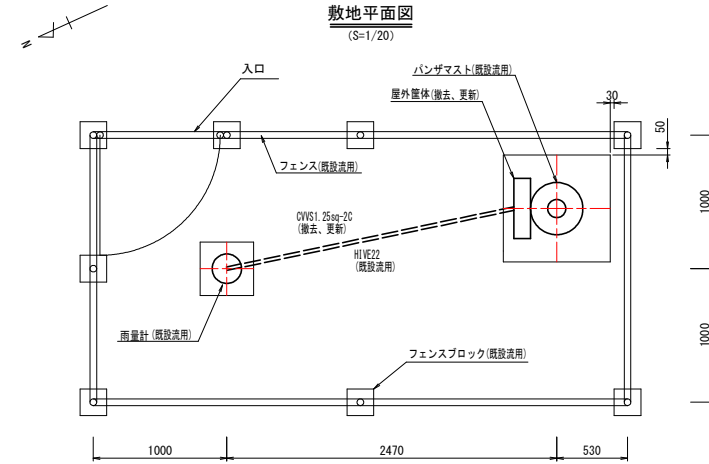 敷地平面図
(S=1/20)
N
入口
パンザマスト(既設流用)
屋外筐体(撤去、更新)
30
50
フェンス(既設流用)
1000
CVVS1.25sq-2C
(撤去、更新)
HIVE22
(既設流用)
雨量計(既設流用)
フェンスブロック(既設流用)
1000
1000
2470
530